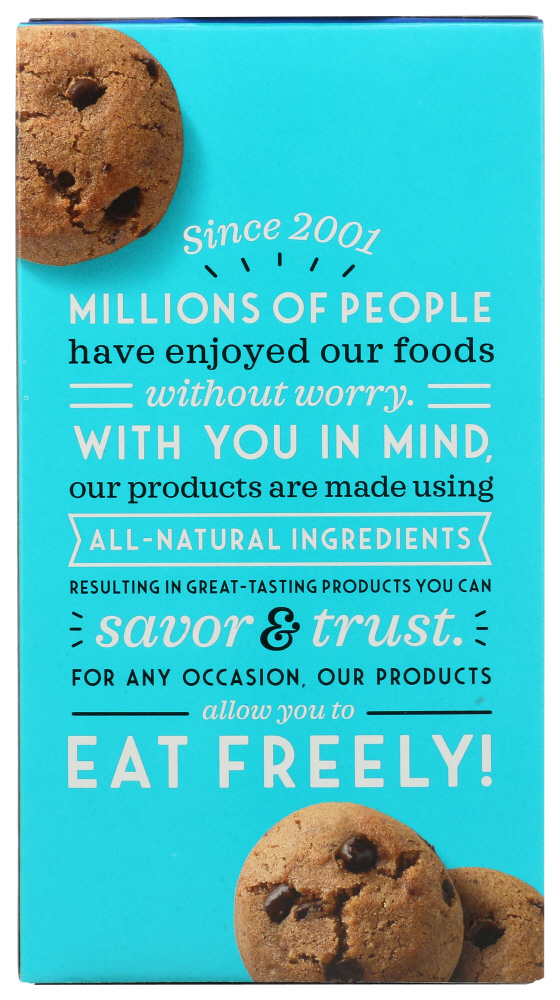 Since 2001
MILLIONS OF PEOPLE
have enjoyed our foods
without worry.
WITH YOU IN MIND,
our products are made using
ALL-NATURAL INGREDIENTS
RESULTING IN GREAT-TASTING PRODUCTS YOU CAN
savor & trust.
FOR ANY OCCASION, OUR PRODUCTS
allow you to
EAT FREELY!